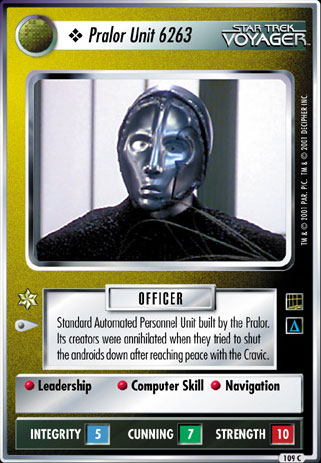 ❖ Pralor Unit 6263
STAR TREK
VOYAGER™
TM & © 2001 PAR. PIC. TM & © 2001 DECIPHER INC.
OFFICER
Standard Automated Personnel Unit built by the Pralor.
Its creators were annihilated when they tried to shut
the androids down after reaching peace with the Cravic.
Leadership Computer Skill Navigation
INTEGRITY 5 CUNNING 7 STRENGTH 10
109 C